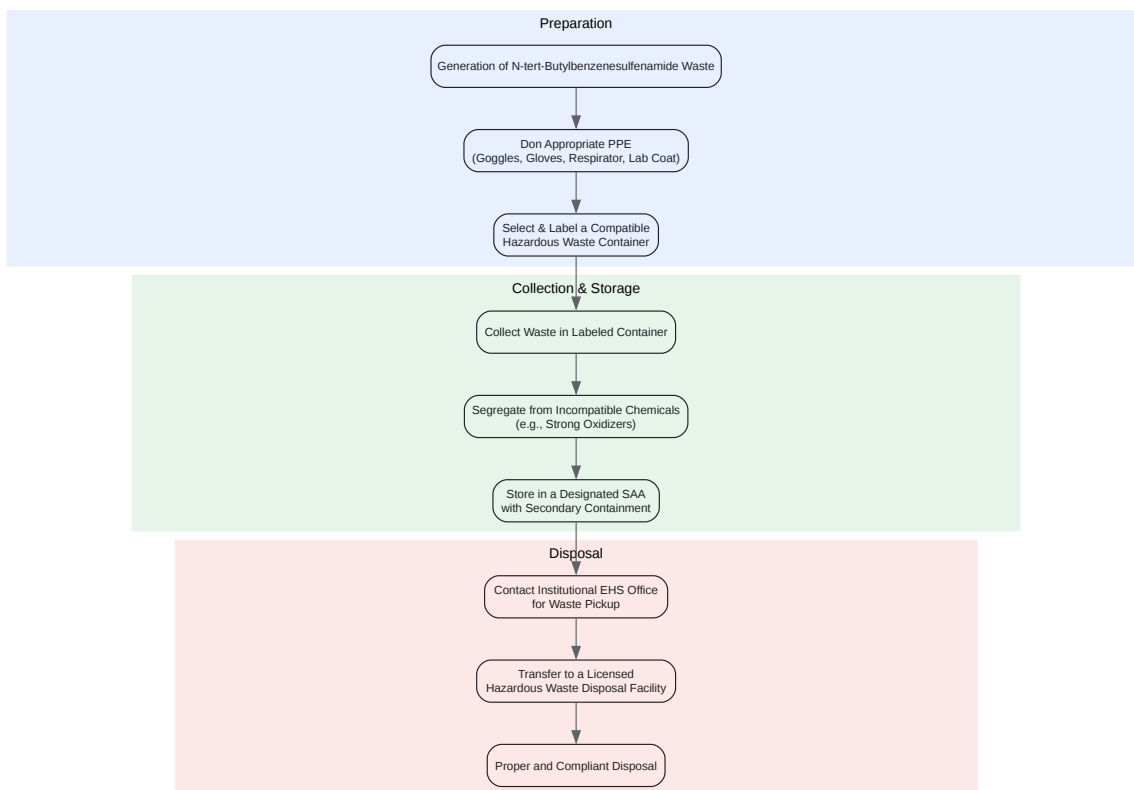 Preparation
Generation of N-tert-Butylbenzenesulfenamide Waste
Don Appropriate PPE
(Goggles, Gloves, Respirator, Lab Coat)
Select & Label a Compatible
Hazardous Waste Container
Collection & Storage
Collect Waste in Labeled Container
Segregate from Incompatible Chemicals
(e.g., Strong Oxidizers)
Store in a Designated SAA
with Secondary Containment
Disposal
Contact Institutional EHS Office
for Waste Pickup
Transfer to a Licensed
Hazardous Waste Disposal Facility
Proper and Compliant Disposal